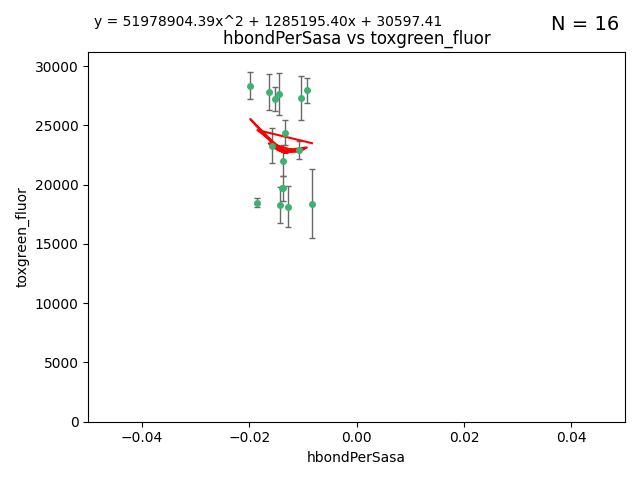 y = 51978904.39x^2 + 1285195.40x + 30597.41
N = 16
hbondPerSasa vs toxgreen_fluor
30000
25000
20000
15000
10000
5000
0
toxgreen_fluor
−0.04
−0.02
0.00
0.02
0.04
hbondPerSasa